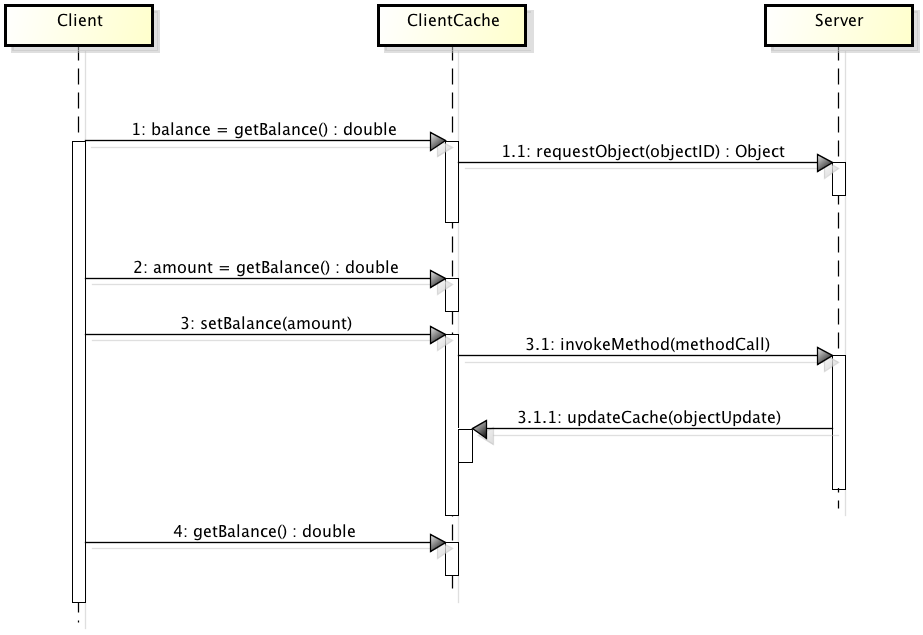 Client
ClientCache
Server
1: balance = getBalance() : double
1.1: requestObject(objectID) : Object
2: amount = getBalance() : double
3: setBalance(amount)
3.1: invokeMethod(methodCall)
3.1.1: updateCache(objectUpdate)
4: getBalance() : double